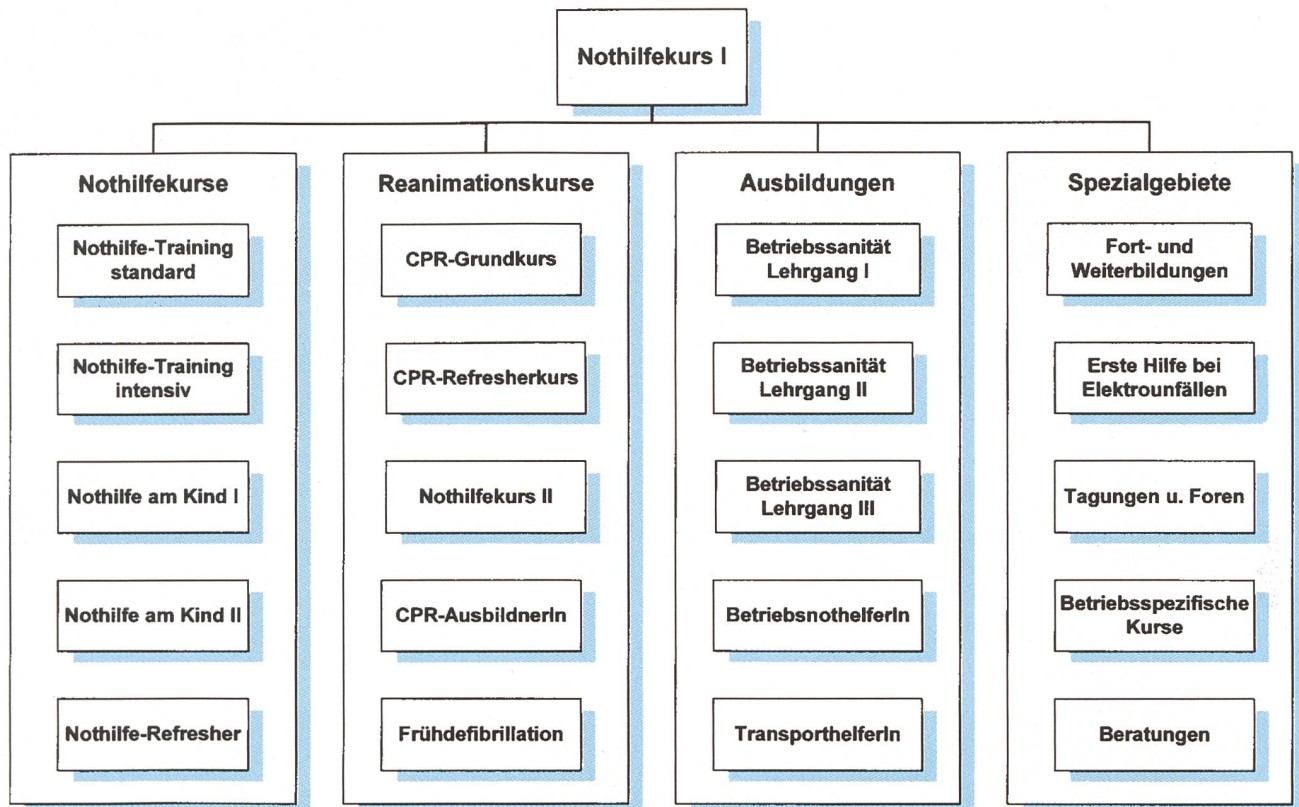 Nothilfekurs I
Nothilfekurse
Nothilfe-Training
standard
Nothilfe-Training
intensiv
Nothilfe am Kind I
Nothilfe am Kind II
Nothilfe-Refresher
Reanimationskurse
CPR-Grundkurs
CPR-Refresherkurs
Nothilfekurs II
CPR-AusbildnerIn
Frühdefibrillation
Ausbildungen
Betriebssanität
Lehrgang I
Betriebssanität
Lehrgang II
Betriebssanität
Lehrgang III
BetriebsnothelferIn
TransporthelferIn
Spezialgebiete
Fort- und
Weiterbildungen
Erste Hilfe bei
Elektrounfällen
Tagungen u. Foren
Betriebsspezifische
Kurse
Beratungen